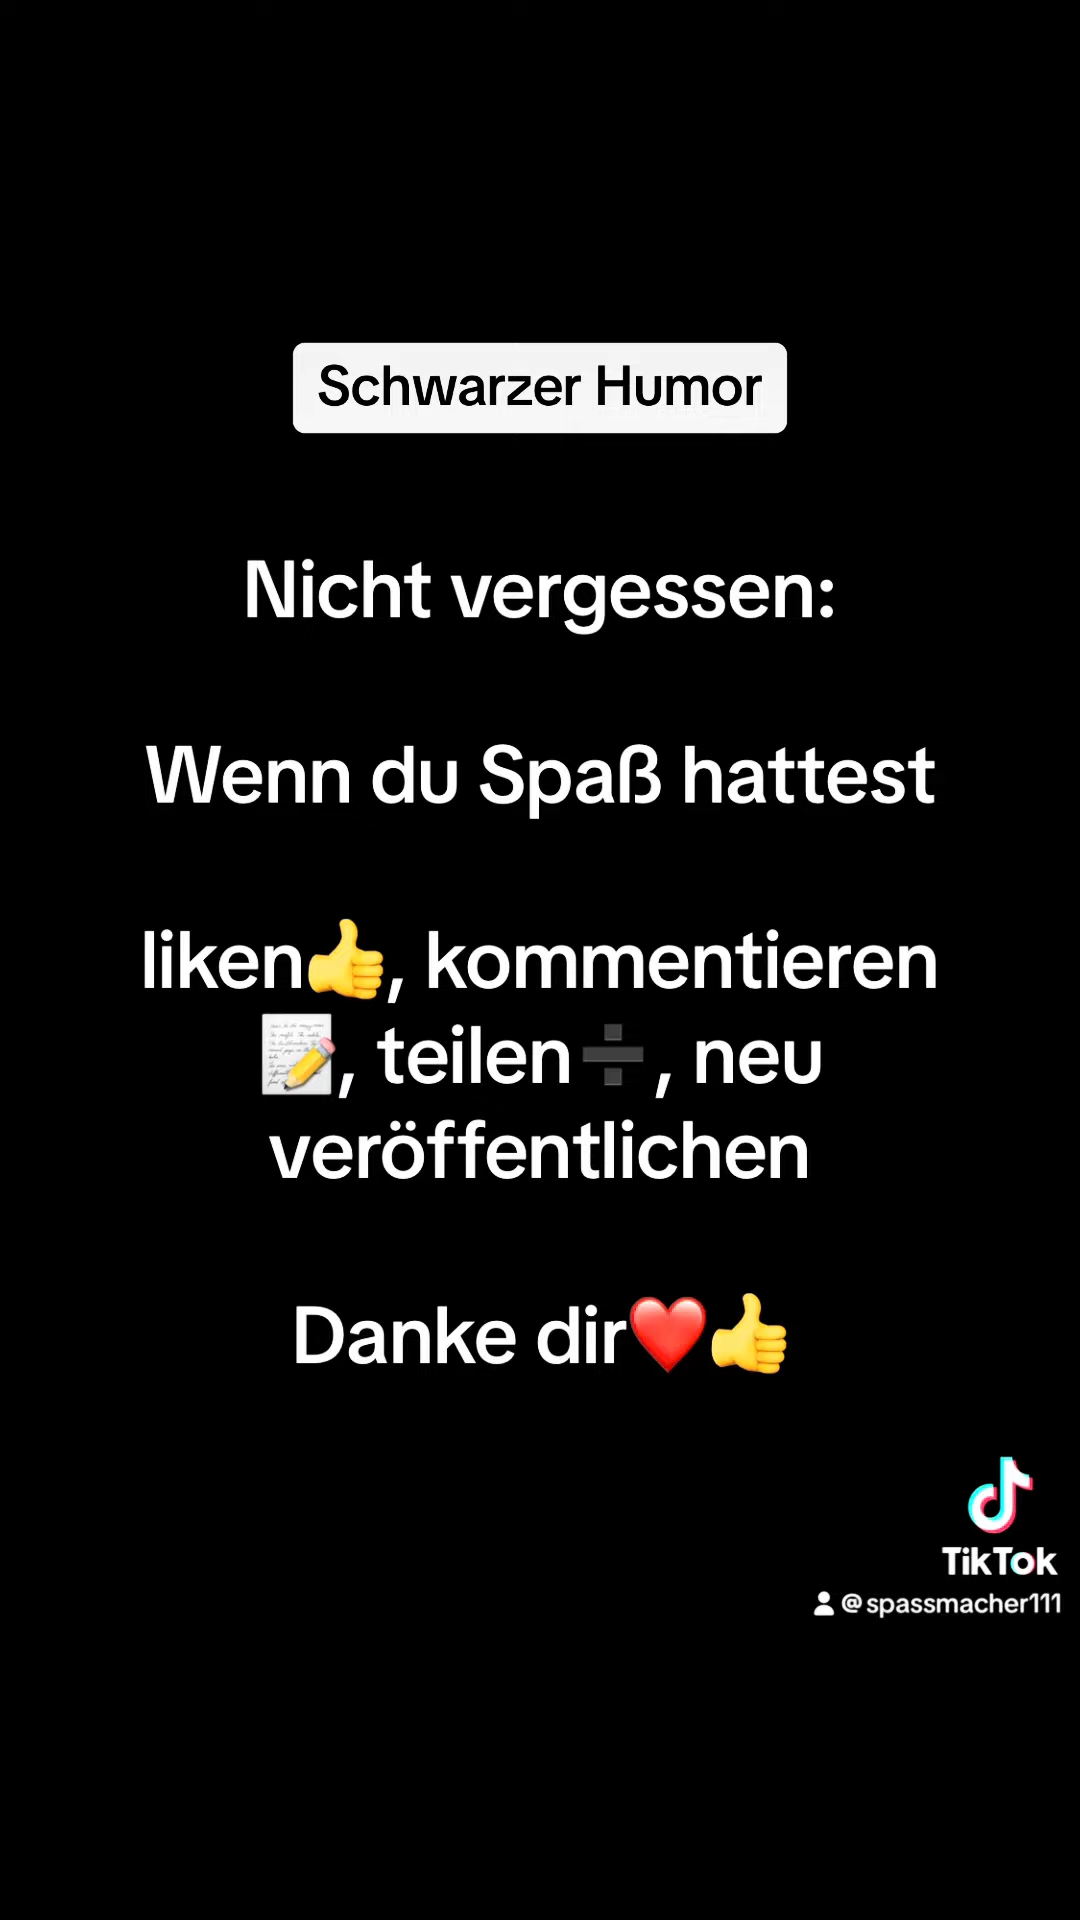 Schwarzer Humor
Nicht vergessen:
Wenn du Spaß hattest
liken👍, kommentieren
📝, teilen➗, neu
veröffentlichen
Danke dir❤️👍
TikTok
@spassmacher111